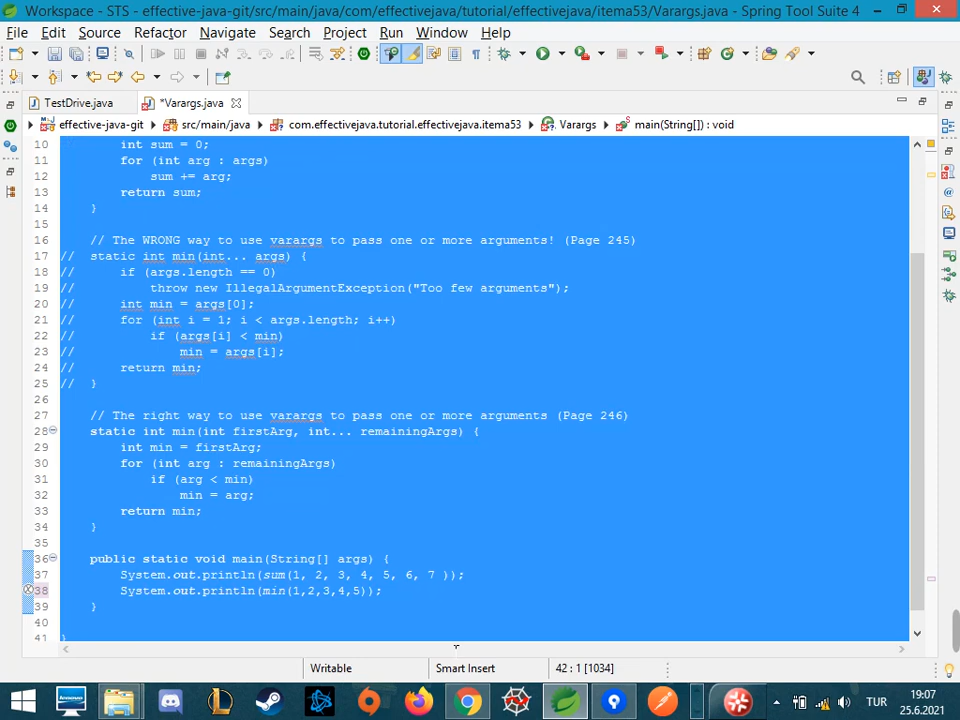 Workspace - STS - effective-java-git/src/main/java/com/effectivejava/tutorial/effectivejava/itema53/Varargs.java - Spring Tool Suite 4
File Edit Source Refactor Navigate Search Project Run Window Help
TestDrive.java *Varargs.java
effective-java-git src/main/java com.effectivejava.tutorial.effectivejava.itema53 Varargs main(String[]) : void
10 int sum = 0;
11 for (int arg : args)
12 sum += arg;
13 return sum;
14 }
15
16 // The WRONG way to use varargs to pass one or more arguments! (Page 245)
17 // static int min(int... args) {
18 // if (args.length == 0)
19 // throw new IllegalArgumentException("Too few arguments");
20 // int min = args[0];
21 // for (int i = 1; i < args.length; i++)
22 // if (args[i] < min)
23 // min = args[i];
24 // return min;
25 // }
26
27 // The right way to use varargs to pass one or more arguments (Page 246)
28 static int min(int firstArg, int... remainingArgs) {
29 int min = firstArg;
30 for (int arg : remainingArgs)
31 if (arg < min)
32 min = arg;
33 return min;
34 }
35
36 public static void main(String[] args) {
37 System.out.println(sum(1, 2, 3, 4, 5, 6, 7 ));
38 System.out.println(min(1,2,3,4,5));
39 }
40
41 }
Writable Smart Insert 42 : 1 [1034]
TUR 19:07
25.6.2021